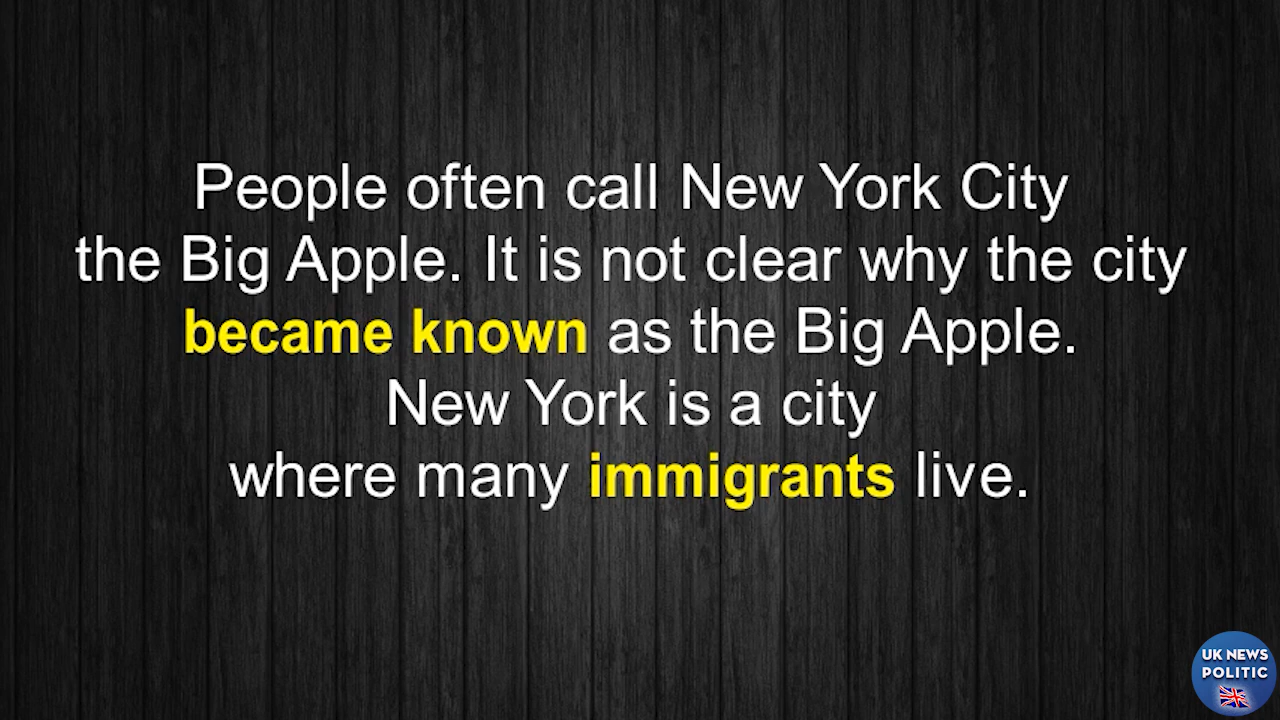 People often call New York City
the Big Apple. It is not clear why the city
became known as the Big Apple.
New York is a city
where many immigrants live.
UK NEWS
POLITIC